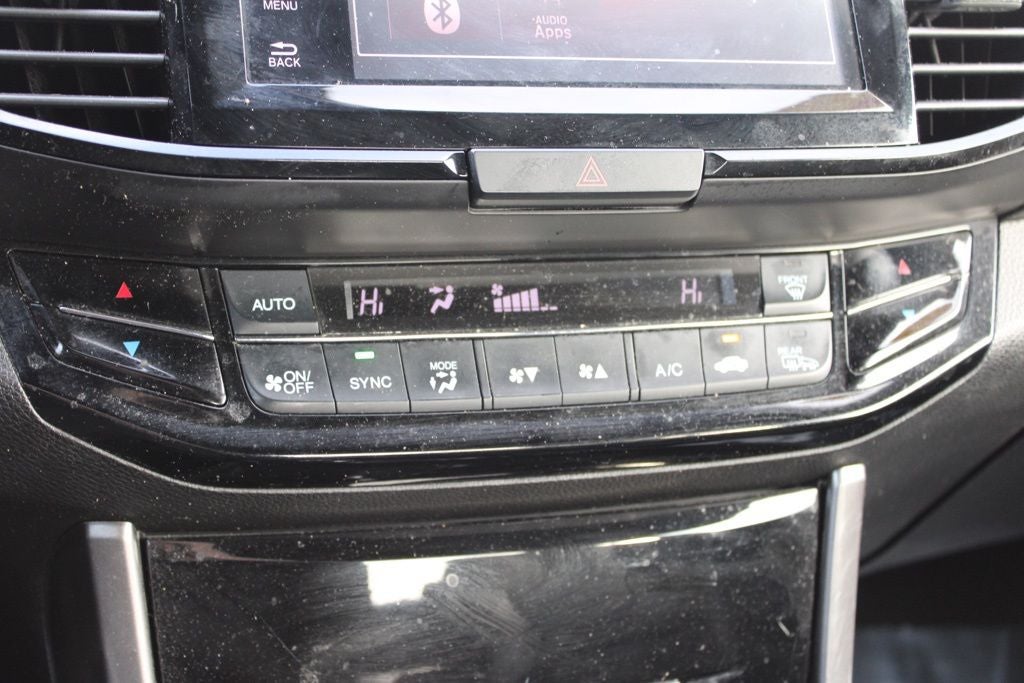 MENU
BACK
AUDIO
Apps
AUTO
Hi
Hi
FRONT
ON/
OFF
SYNC
MODE
A/C
REAR